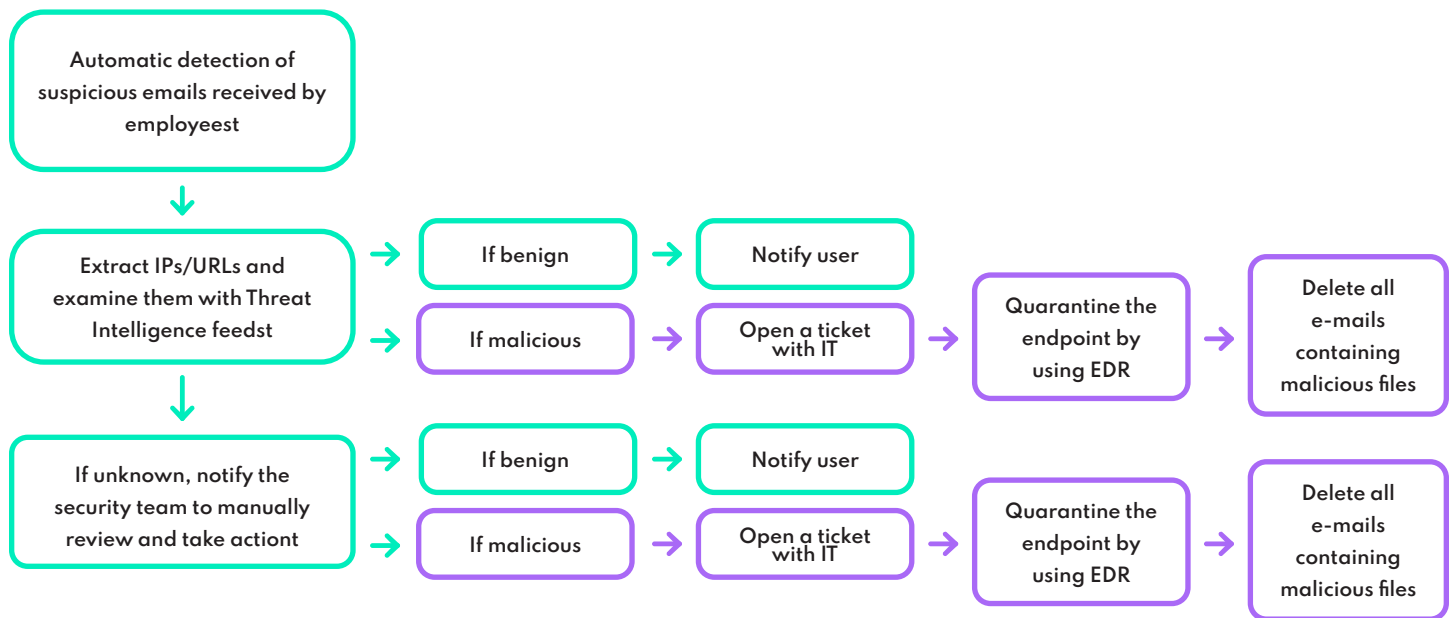 Automatic detection of
suspicious emails received by
employeest
Extract IPs/URLs and
examine them with Threat
Intelligence feedst
If benign
Notify user
If malicious
Open a ticket
with IT
Quarantine the
endpoint by
using EDR
Delete all
e-mails
containing
malicious files
If unknown, notify the
security team to manually
review and take actiont
If benign
Notify user
If malicious
Open a ticket
with IT
Quarantine the
endpoint by
using EDR
Delete all
e-mails
containing
malicious files